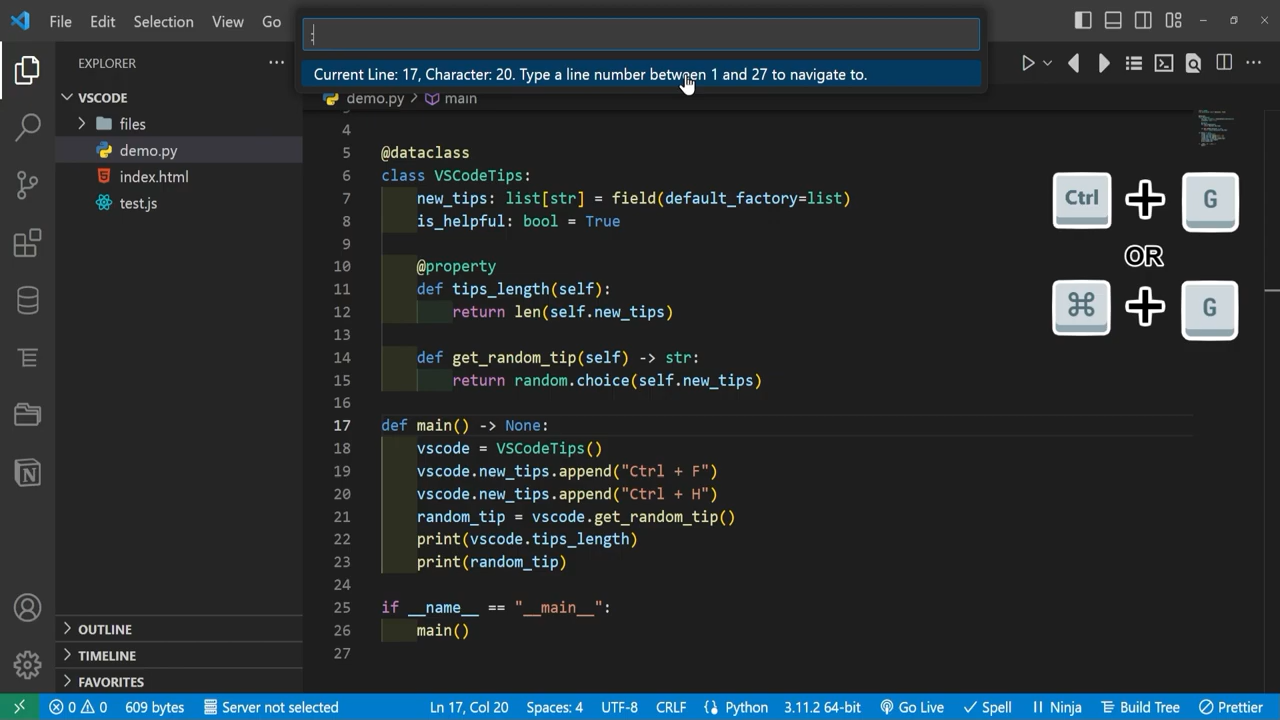 File Edit Selection View Go
:
Current Line: 17, Character: 20. Type a line number between 1 and 27 to navigate to.
EXPLORER
VSCODE
files
demo.py
index.html
test.js
OUTLINE
TIMELINE
FAVORITES
demo.py > main
4
5 @dataclass
6 class VSCodeTips:
7 new_tips: list[str] = field(default_factory=list)
8 is_helpful: bool = True
9
10 @property
11 def tips_length(self):
12 return len(self.new_tips)
13
14 def get_random_tip(self) -> str:
15 return random.choice(self.new_tips)
16
17 def main() -> None:
18 vscode = VSCodeTips()
19 vscode.new_tips.append("Ctrl + F")
20 vscode.new_tips.append("Ctrl + H")
21 random_tip = vscode.get_random_tip()
22 print(vscode.tips_length)
23 print(random_tip)
24
25 if __name__ == "__main__":
26 main()
27
Ctrl + G
OR
⌘ + G
0 0 609 bytes Server not selected Ln 17, Col 20 Spaces: 4 UTF-8 CRLF Python 3.11.2 64-bit Go Live Spell Ninja Build Tree Prettier